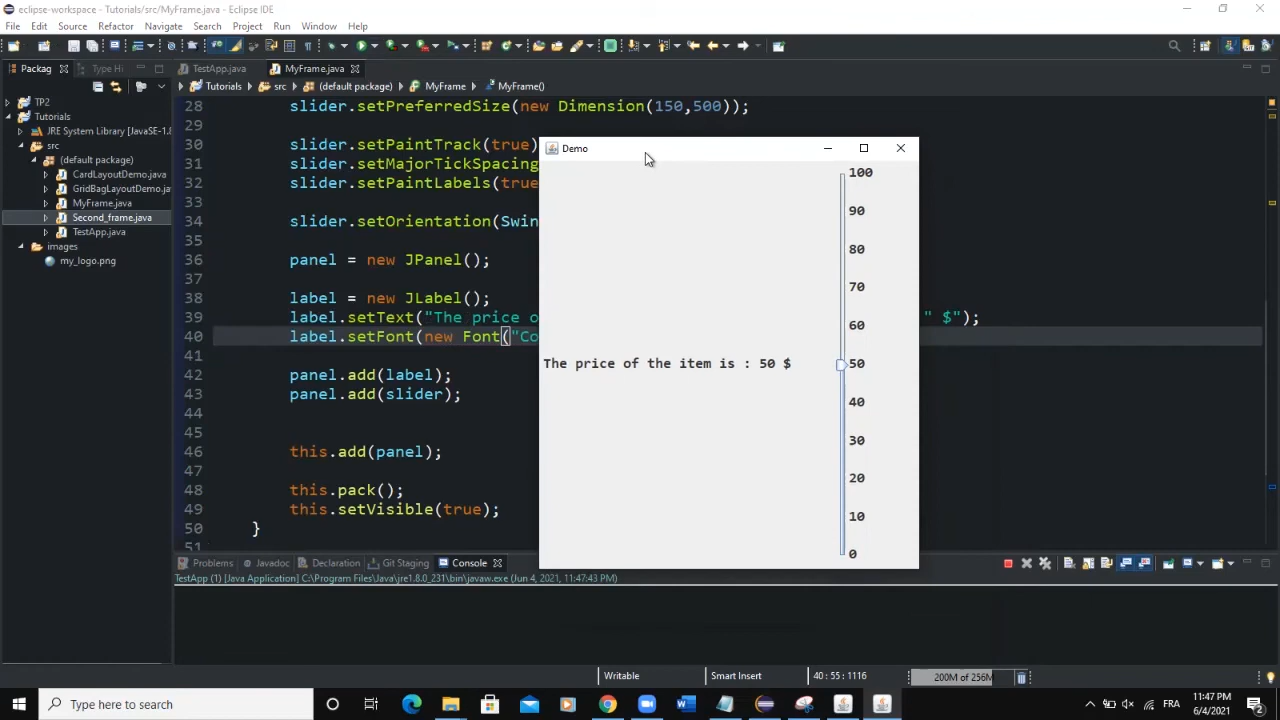 eclipse-workspace - Tutorials/src/MyFrame.java - Eclipse IDE
File Edit Source Refactor Navigate Search Project Run Window Help
Packag Type Hi TestApp.java MyFrame.java
Tutorials src (default package) MyFrame MyFrame()
TP2
Tutorials
JRE System Library [JavaSE-1.
src
(default package)
CardLayoutDemo.java
GridBagLayoutDemo.java
MyFrame.java
Second_frame.java
TestApp.java
images
my_logo.png
28 slider.setPreferredSize(new Dimension(150,500));
29
30 slider.setPaintTrack(true)
31 slider.setMajorTickSpacing
32 slider.setPaintLabels(true
33
34 slider.setOrientation(Swin
35
36 panel = new JPanel();
37
38 label = new JLabel();
39 label.setText("The price o " $");
40 label.setFont(new Font("Co
41
42 panel.add(label);
43 panel.add(slider);
44
45
46 this.add(panel);
47
48 this.pack();
49 this.setVisible(true);
50 }
51
Demo
100
90
80
70
60
The price of the item is : 50 $ 50
40
30
20
10
0
Problems Javadoc Declaration Git Staging Console
TestApp (1) [Java Application] C:\Program Files\Java\jre1.8.0_231\bin\javaw.exe (Jun 4, 2021, 11:47:43 PM)
Writable Smart Insert 40 : 55 : 1116 200M of 256M
Type here to search
FRA
11:47 PM
6/4/2021
2